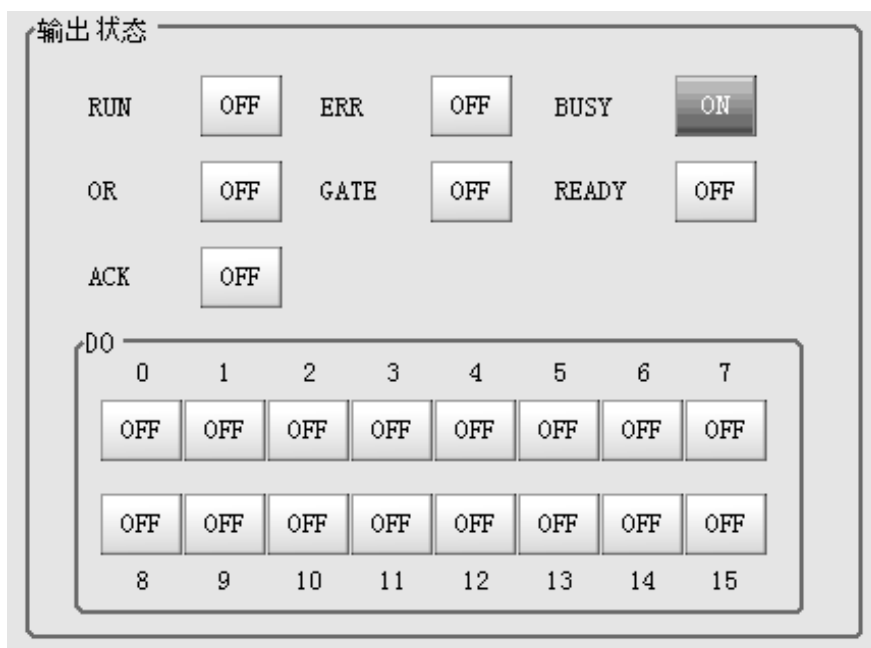 输出状态
RUN OFF ERR OFF BUSY ON
OR OFF GATE OFF READY OFF
ACK OFF
DO
0 1 2 3 4 5 6 7
OFF OFF OFF OFF OFF OFF OFF OFF
OFF OFF OFF OFF OFF OFF OFF OFF
8 9 10 11 12 13 14 15